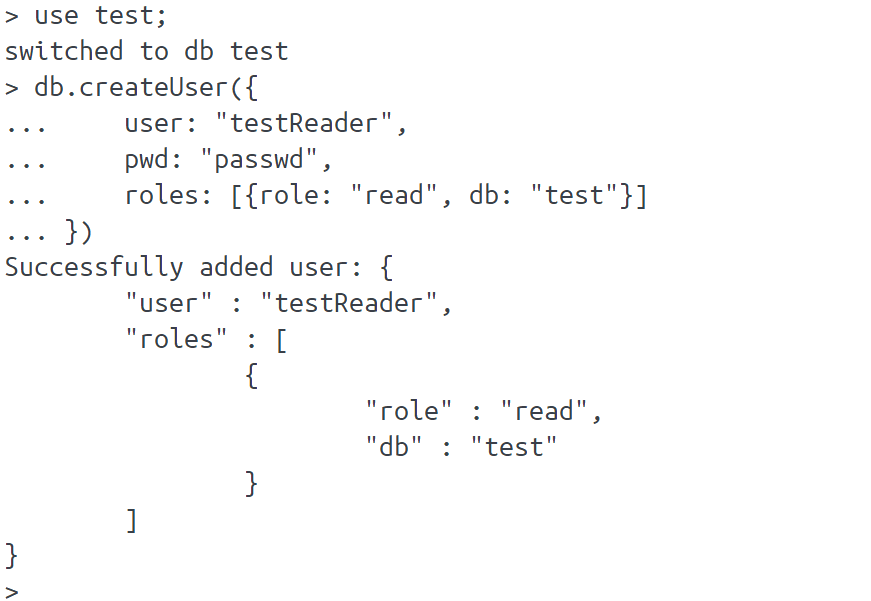 > use test;
switched to db test
> db.createUser({
...     user: "testReader",
...     pwd: "passwd",
...     roles: [{role: "read", db: "test"}]
... })
Successfully added user: {
        "user" : "testReader",
        "roles" : [
                {
                        "role" : "read",
                        "db" : "test"
                }
        ]
}
>